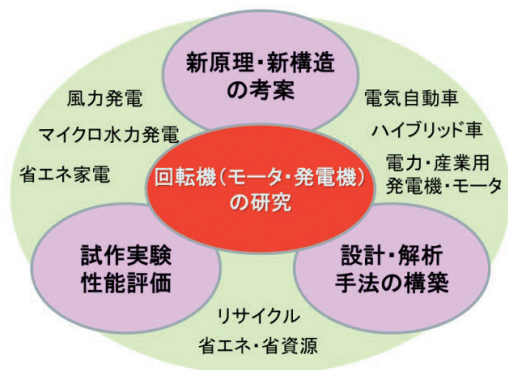 新原理・新構造
の考案
風力発電
マイクロ水力発電
省エネ家電
電気自動車
ハイブリッド車
電力・産業用
発電機・モータ
回転機(モータ・発電機)
の研究
試作実験
性能評価
設計・解析
手法の構築
リサイクル
省エネ・省資源